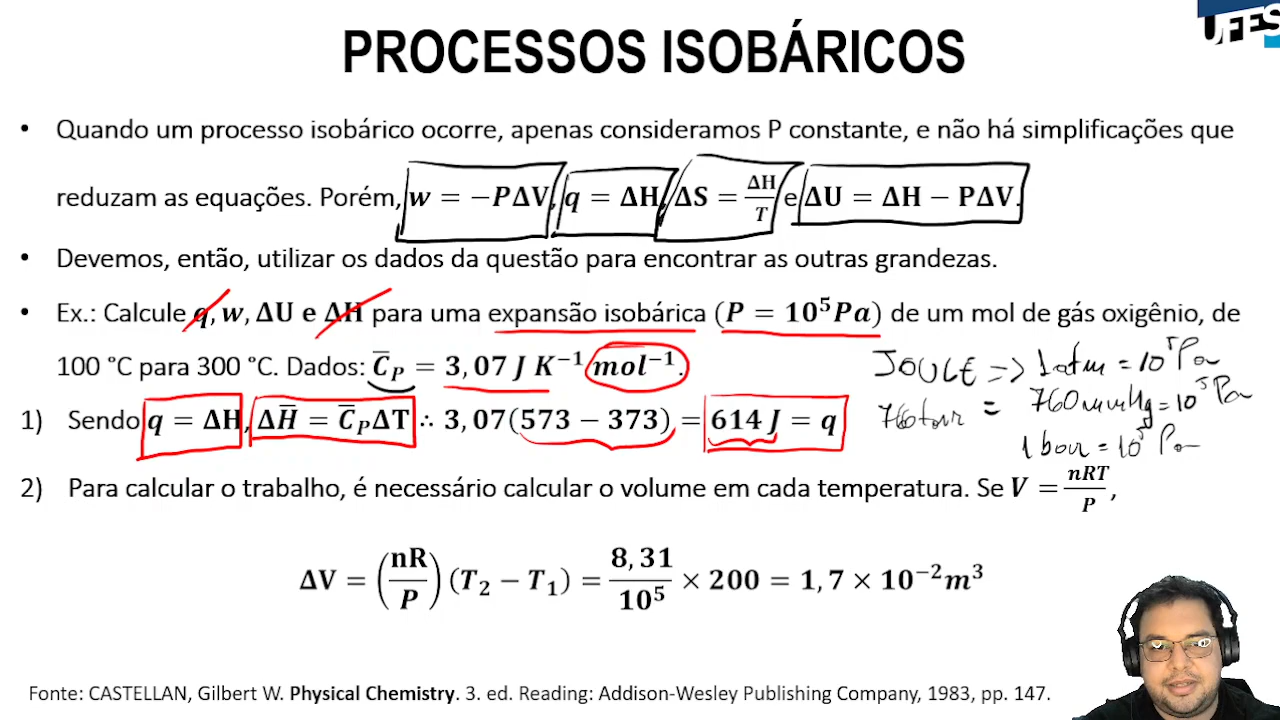 UFES
PROCESSOS ISOBÁRICOS
• Quando um processo isobárico ocorre, apenas consideramos P constante, e não há simplificações que
reduzam as equações. Porém, w = −PΔV, q = ΔH, ΔS = ΔH/T e ΔU = ΔH − PΔV.
• Devemos, então, utilizar os dados da questão para encontrar as outras grandezas.
• Ex.: Calcule q, w, ΔU e ΔH para uma expansão isobárica (P = 10⁵Pa) de um mol de gás oxigênio, de
100 °C para 300 °C. Dados: C̅_P = 3,07 J K⁻¹ mol⁻¹.
JOULE => 1 atm = 10⁵ Pa
760 torr = 760 mmHg = 10⁵ Pa
1 bar = 10⁵ Pa
1) Sendo q = ΔH, ΔH̅ = C̅_PΔT ∴ 3,07(573 − 373) = 614 J = q
2) Para calcular o trabalho, é necessário calcular o volume em cada temperatura. Se V = nRT/P,
ΔV = (nR/P) (T₂ − T₁) = 8,31/10⁵ × 200 = 1,7 × 10⁻²m³
Fonte: CASTELLAN, Gilbert W. Physical Chemistry. 3. ed. Reading: Addison-Wesley Publishing Company, 1983, pp. 147.